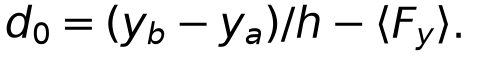 d₀ = (y_b − y_a)/h − ⟨F_y⟩.